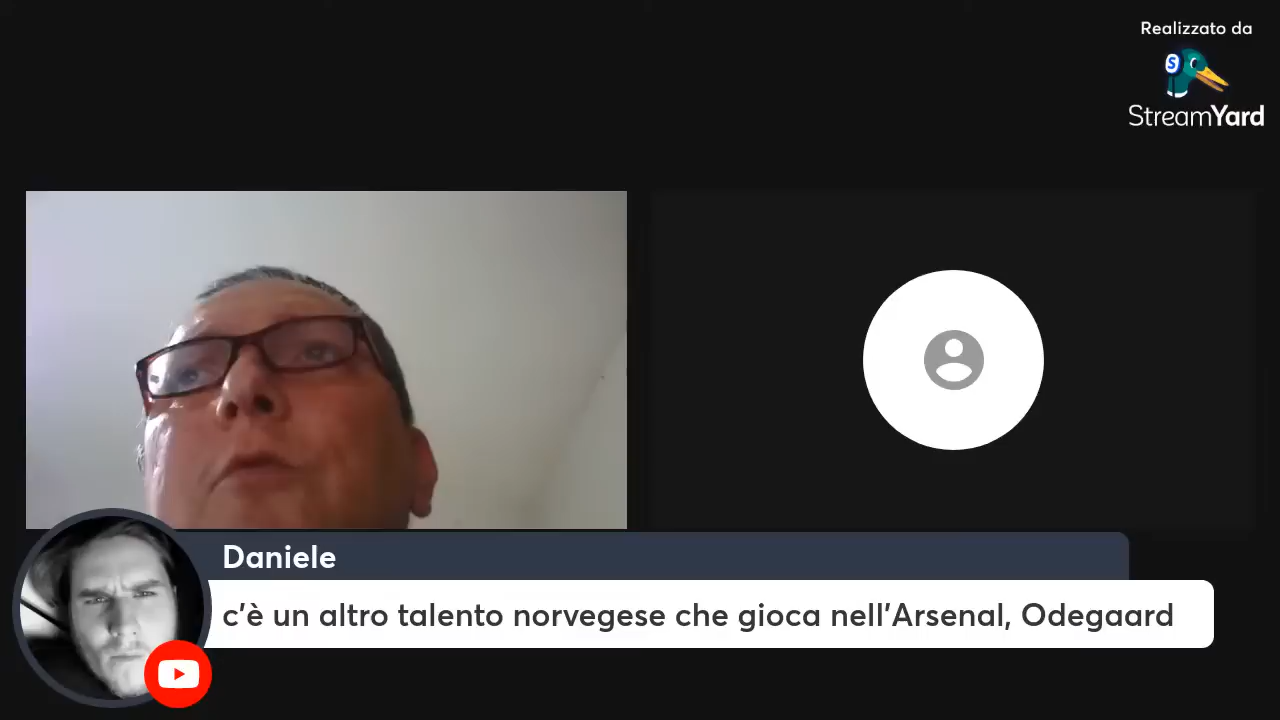 Realizzato da
S
StreamYard
Daniele
c'è un altro talento norvegese che gioca nell'Arsenal, Odegaard